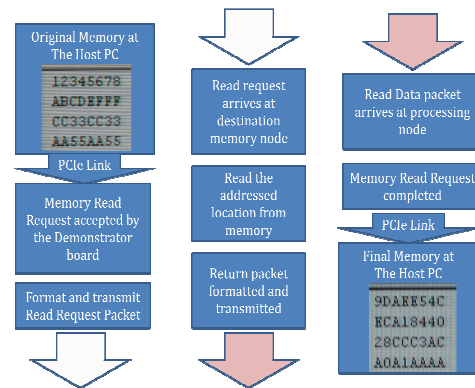 Original Memory at
The Host PC
12345678
ABCDEFFF
CC33CC33
AA55AA55
PCIe Link
Memory Read
Request accepted by
the Demonstrator
board
Format and transmit
Read Request Packet
Read request
arrives at
destination
memory node
Read the
addressed
location from
memory
Return packet
formatted and
transmitted
Read Data packet
arrives at processing
node
Memory Read Request
completed
PCIe Link
Final Memory at
The Host PC
9DAEE54C
ECA18440
28CCC3AC
A0A1AAAA